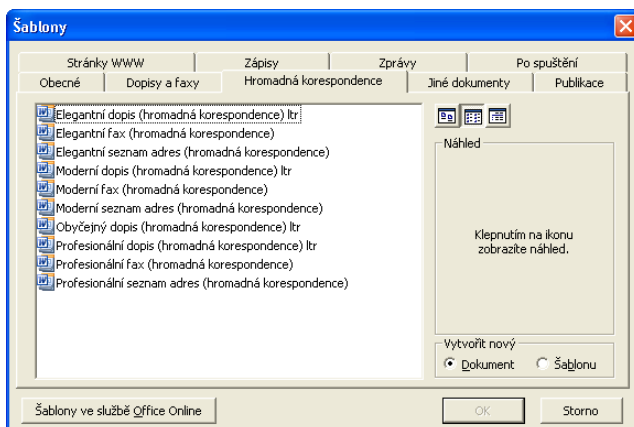 Šablony
Stránky WWW
Zápisy
Zprávy
Po spuštění
Obecné
Dopisy a faxy
Hromadná korespondence
Jiné dokumenty
Publikace
Elegantní dopis (hromadná korespondence) ltr
Elegantní fax (hromadná korespondence)
Elegantní seznam adres (hromadná korespondence)
Moderní dopis (hromadná korespondence) ltr
Moderní fax (hromadná korespondence)
Moderní seznam adres (hromadná korespondence)
Obyčejný dopis (hromadná korespondence) ltr
Profesionální dopis (hromadná korespondence) ltr
Profesionální fax (hromadná korespondence)
Profesionální seznam adres (hromadná korespondence)
Náhled
Klepnutím na ikonu
zobrazíte náhled.
Vytvořit nový
Dokument
Šablonu
Šablony ve službě Office Online
OK
Storno